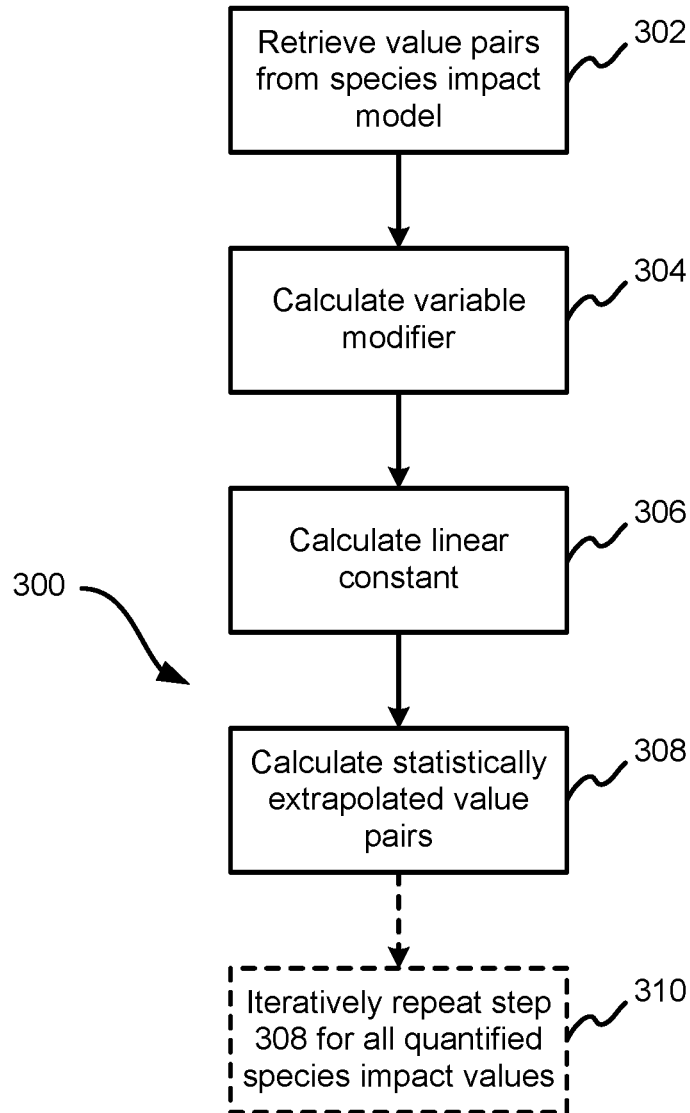 Retrieve value pairs
from species impact
model
302
Calculate variable
modifier
304
Calculate linear
constant
306
300
Calculate statistically
extrapolated value
pairs
308
Iteratively repeat step
308 for all quantified
species impact values
310